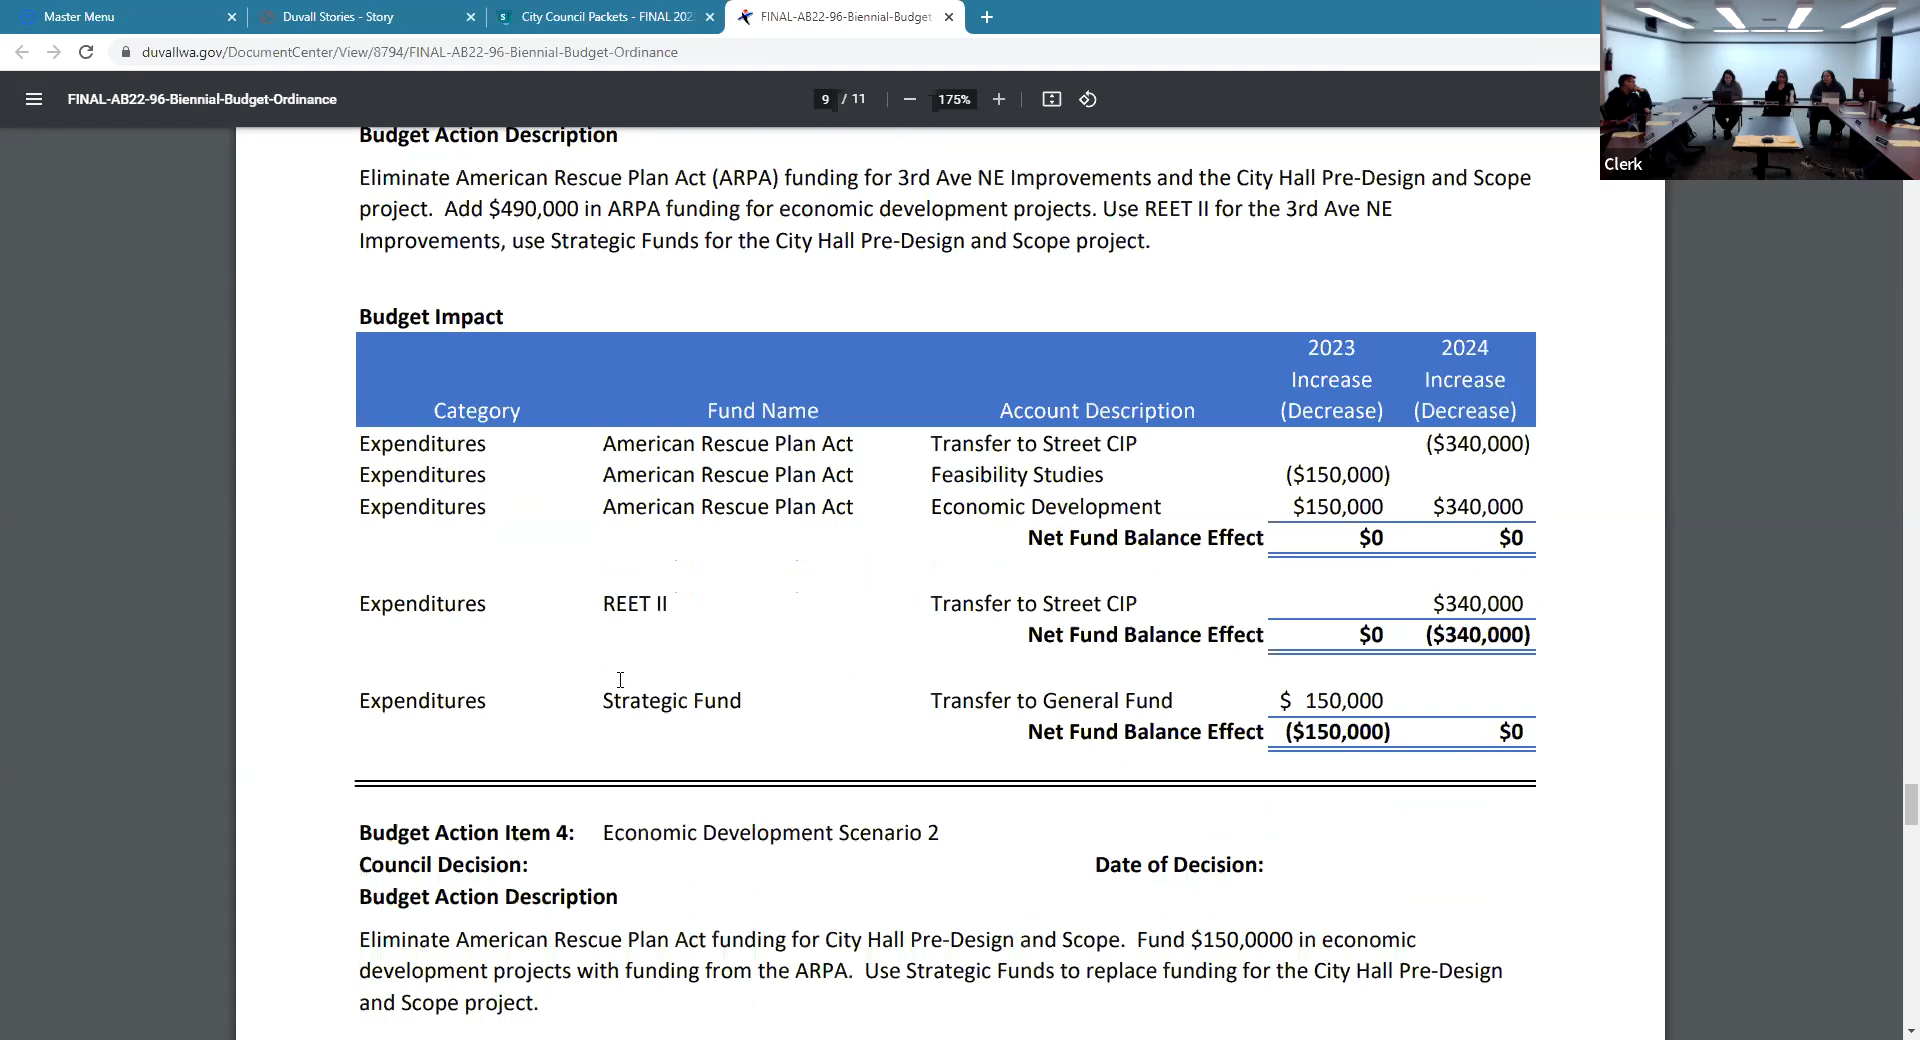 Master Menu
Duvall Stories - Story
City Council Packets - FINAL 202
FINAL-AB22-96-Biennial-Budget-
duvallwa.gov/DocumentCenter/View/8794/FINAL-AB22-96-Biennial-Budget-Ordinance
FINAL-AB22-96-Biennial-Budget-Ordinance
9 / 11
175%
Clerk
Budget Action Description
Eliminate American Rescue Plan Act (ARPA) funding for 3rd Ave NE Improvements and the City Hall Pre-Design and Scope
project.  Add $490,000 in ARPA funding for economic development projects. Use REET II for the 3rd Ave NE
Improvements, use Strategic Funds for the City Hall Pre-Design and Scope project.
Budget Impact
2023 2024
Increase Increase
Category Fund Name Account Description (Decrease) (Decrease)
Expenditures American Rescue Plan Act Transfer to Street CIP ($340,000)
Expenditures American Rescue Plan Act Feasibility Studies ($150,000)
Expenditures American Rescue Plan Act Economic Development $150,000 $340,000
Net Fund Balance Effect $0 $0
Expenditures REET II Transfer to Street CIP $340,000
Net Fund Balance Effect $0 ($340,000)
Expenditures Strategic Fund Transfer to General Fund $ 150,000
Net Fund Balance Effect ($150,000) $0
Budget Action Item 4: Economic Development Scenario 2
Council Decision: Date of Decision:
Budget Action Description
Eliminate American Rescue Plan Act funding for City Hall Pre-Design and Scope.  Fund $150,0000 in economic
development projects with funding from the ARPA.  Use Strategic Funds to replace funding for the City Hall Pre-Design
and Scope project.